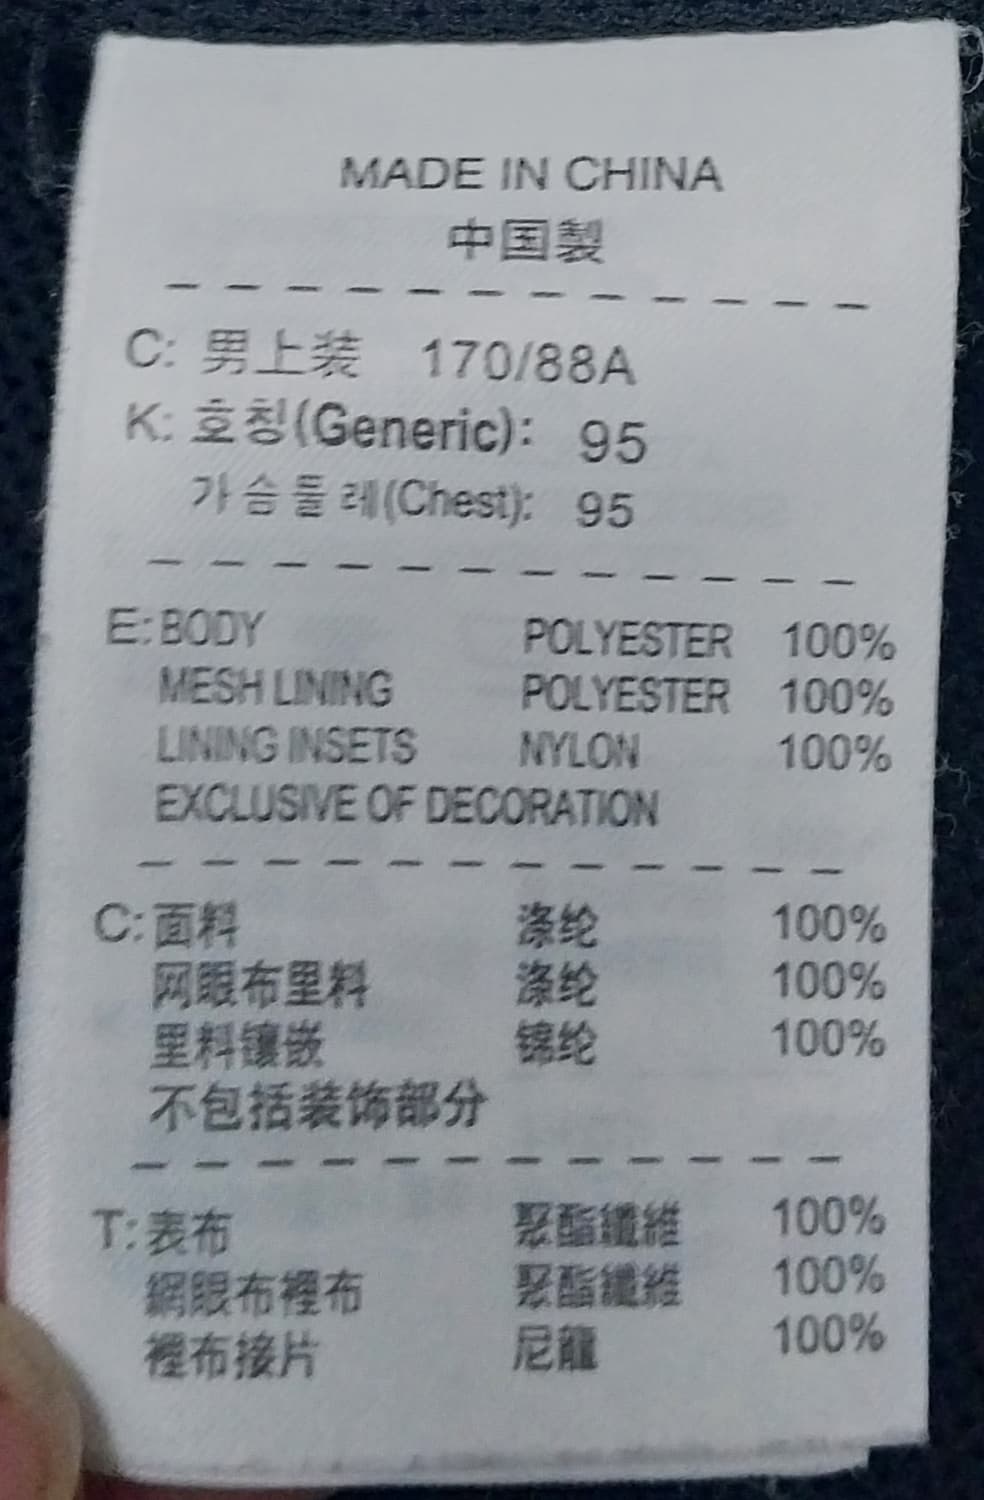 MADE IN CHINA
中国製
C: 男上装 170/88A
K: 호칭(Generic): 95
가슴둘레(Chest): 95
E: BODY POLYESTER 100%
MESH LINING POLYESTER 100%
LINING INSETS NYLON 100%
EXCLUSIVE OF DECORATION
C: 面料 涤纶 100%
网眼布里料 涤纶 100%
里料镶嵌 锦纶 100%
不包括装饰部分
T: 表布 聚酯纖維 100%
網眼布裡布 聚酯纖維 100%
裡布接片 尼龍 100%